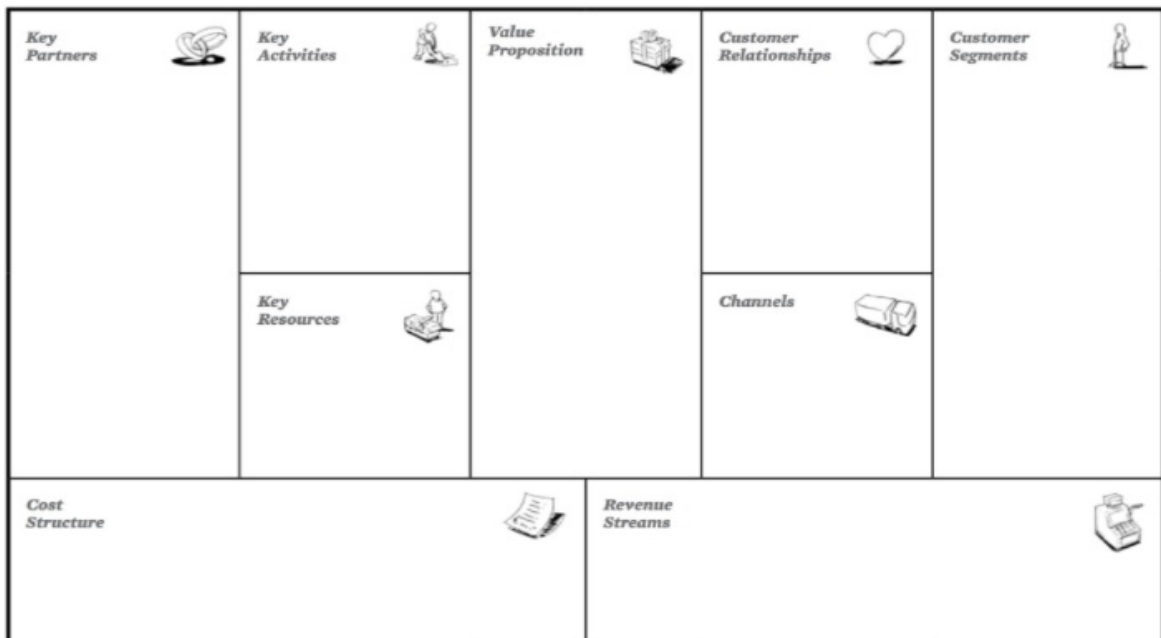 Key
Partners
Key
Activities
Value
Proposition
Customer
Relationships
Customer
Segments
Key
Resources
Channels
Cost
Structure
Revenue
Streams